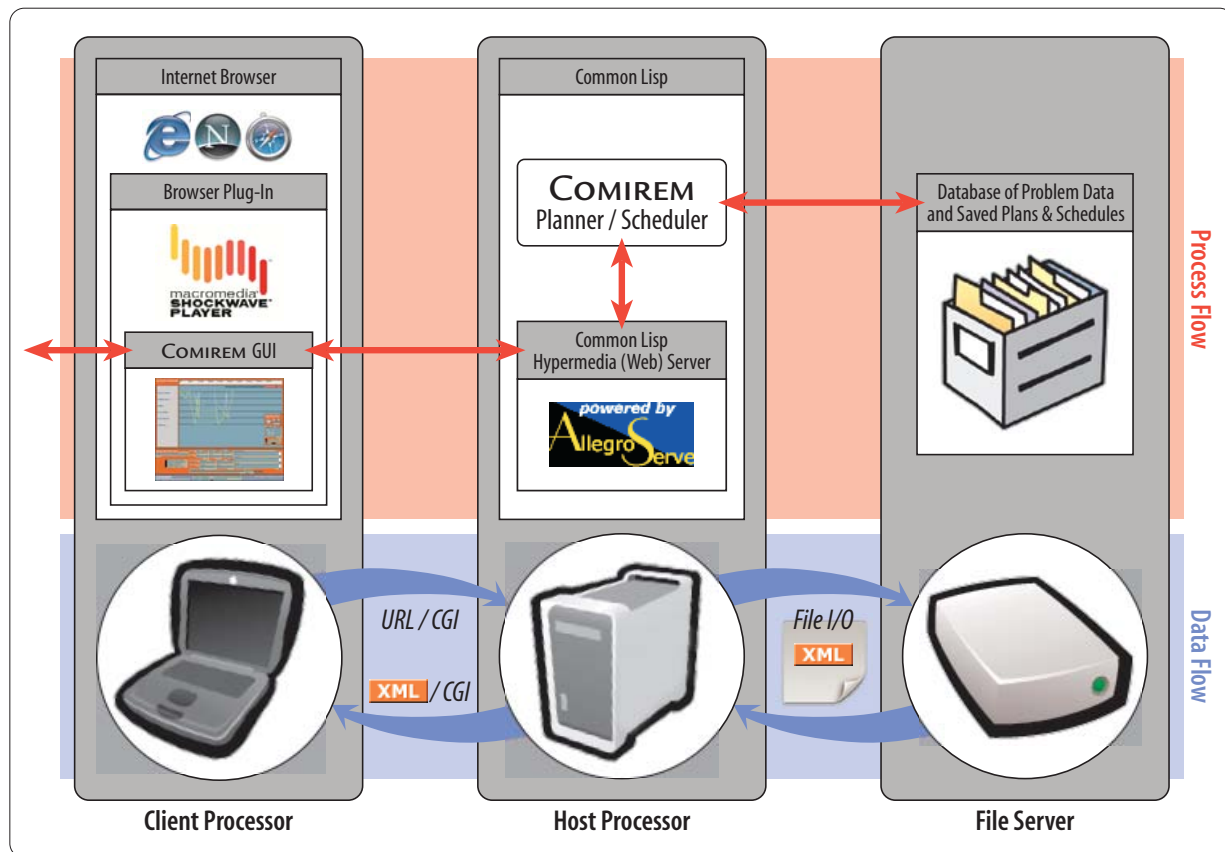 Internet Browser
N
Browser Plug-In
macromedia®
SHOCKWAVE™
PLAYER
COMIREM GUI
Common Lisp
COMIREM
Planner / Scheduler
Common Lisp
Hypermedia (Web) Server
powered by
AllegroServe
Database of Problem Data
and Saved Plans & Schedules
Process Flow
URL / CGI
XML / CGI
File I/O
XML
Data Flow
Client Processor
Host Processor
File Server